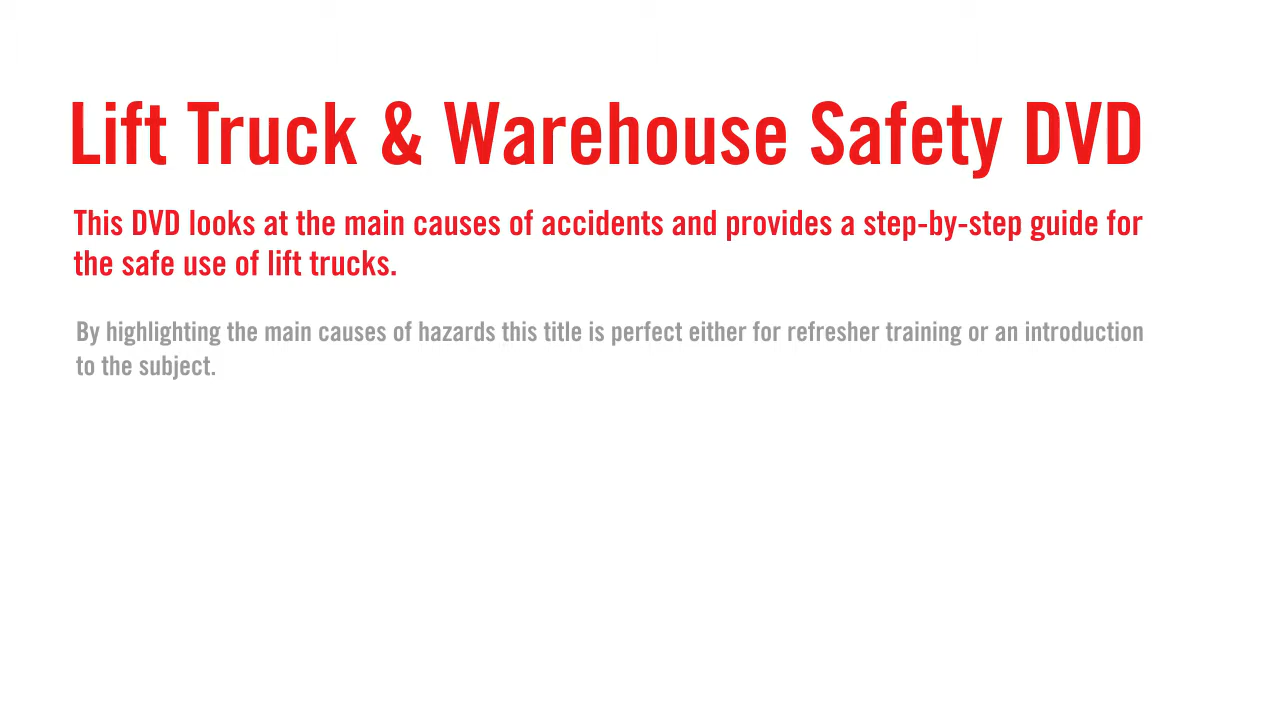 Lift Truck & Warehouse Safety DVD
This DVD looks at the main causes of accidents and provides a step-by-step guide for
the safe use of lift trucks.
By highlighting the main causes of hazards this title is perfect either for refresher training or an introduction
to the subject.